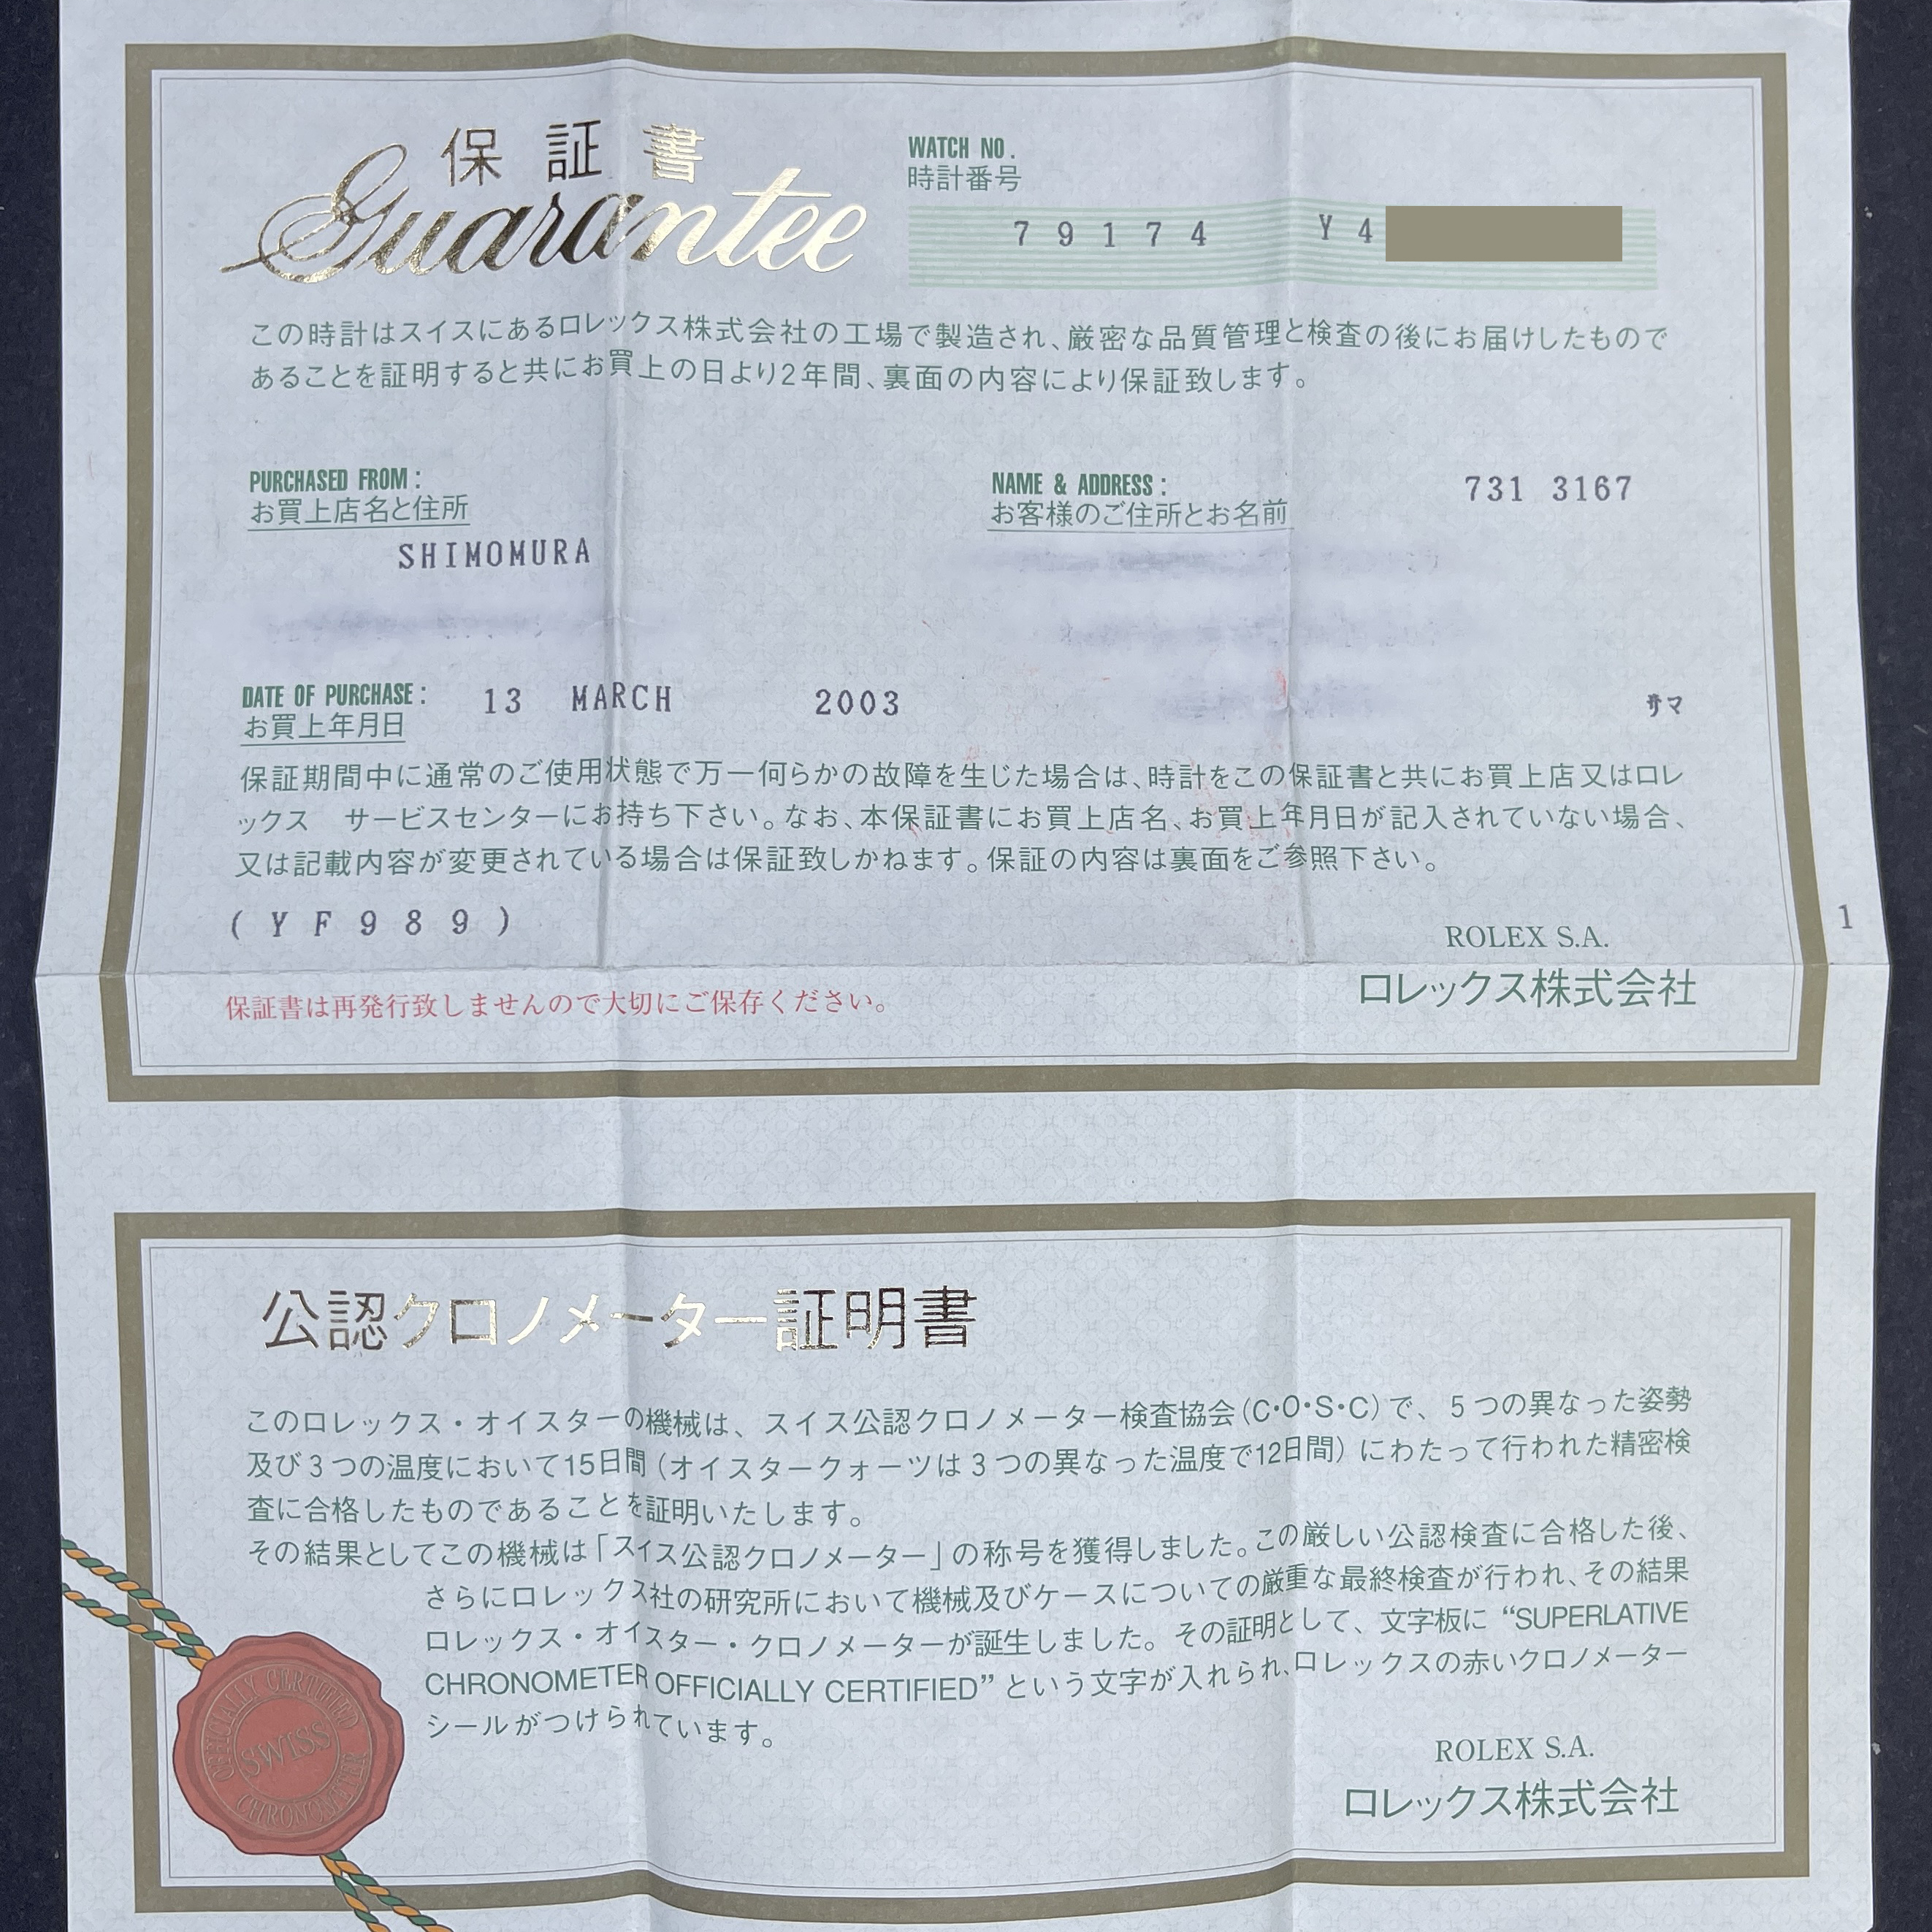 保証書
Guarantee
WATCH NO.
時計番号
79174 Y4
この時計はスイスにあるロレックス株式会社の工場で製造され、厳密な品質管理と検査の後にお届けしたもので
あることを証明すると共にお買上の日より2年間、裏面の内容により保証致します。
PURCHASED FROM:
お買上店名と住所
SHIMOMURA
NAME & ADDRESS:
お客様のご住所とお名前
731 3167
DATE OF PURCHASE:
お買上年月日
13 MARCH 2003
サマ
保証期間中に通常のご使用状態で万一何らかの故障を生じた場合は、時計をこの保証書と共にお買上店又はロレ
ックス サービスセンターにお持ち下さい。なお、本保証書にお買上店名、お買上年月日が記入されていない場合、
又は記載内容が変更されている場合は保証致しかねます。保証の内容は裏面をご参照下さい。
(YF989)
1
ROLEX S.A.
ロレックス株式会社
保証書は再発行致しませんので大切にご保存ください。
公認クロノメーター証明書
このロレックス・オイスターの機械は、スイス公認クロノメーター検査協会(C・O・S・C)で、5つの異なった姿勢
及び3つの温度において15日間(オイスタークォーツは3つの異なった温度で12日間)にわたって行われた精密検
査に合格したものであることを証明いたします。
その結果としてこの機械は「スイス公認クロノメーター」の称号を獲得しました。この厳しい公認検査に合格した後、
さらにロレックス社の研究所において機械及びケースについての厳重な最終検査が行われ、その結果
ロレックス・オイスター・クロノメーターが誕生しました。その証明として、文字板に “SUPERLATIVE
CHRONOMETER OFFICIALLY CERTIFIED” という文字が入れられ、ロレックスの赤いクロノメーター
シールがつけられています。
OFFICIALLY CERTIFIED
SWISS
CHRONOMETER
ROLEX S.A.
ロレックス株式会社